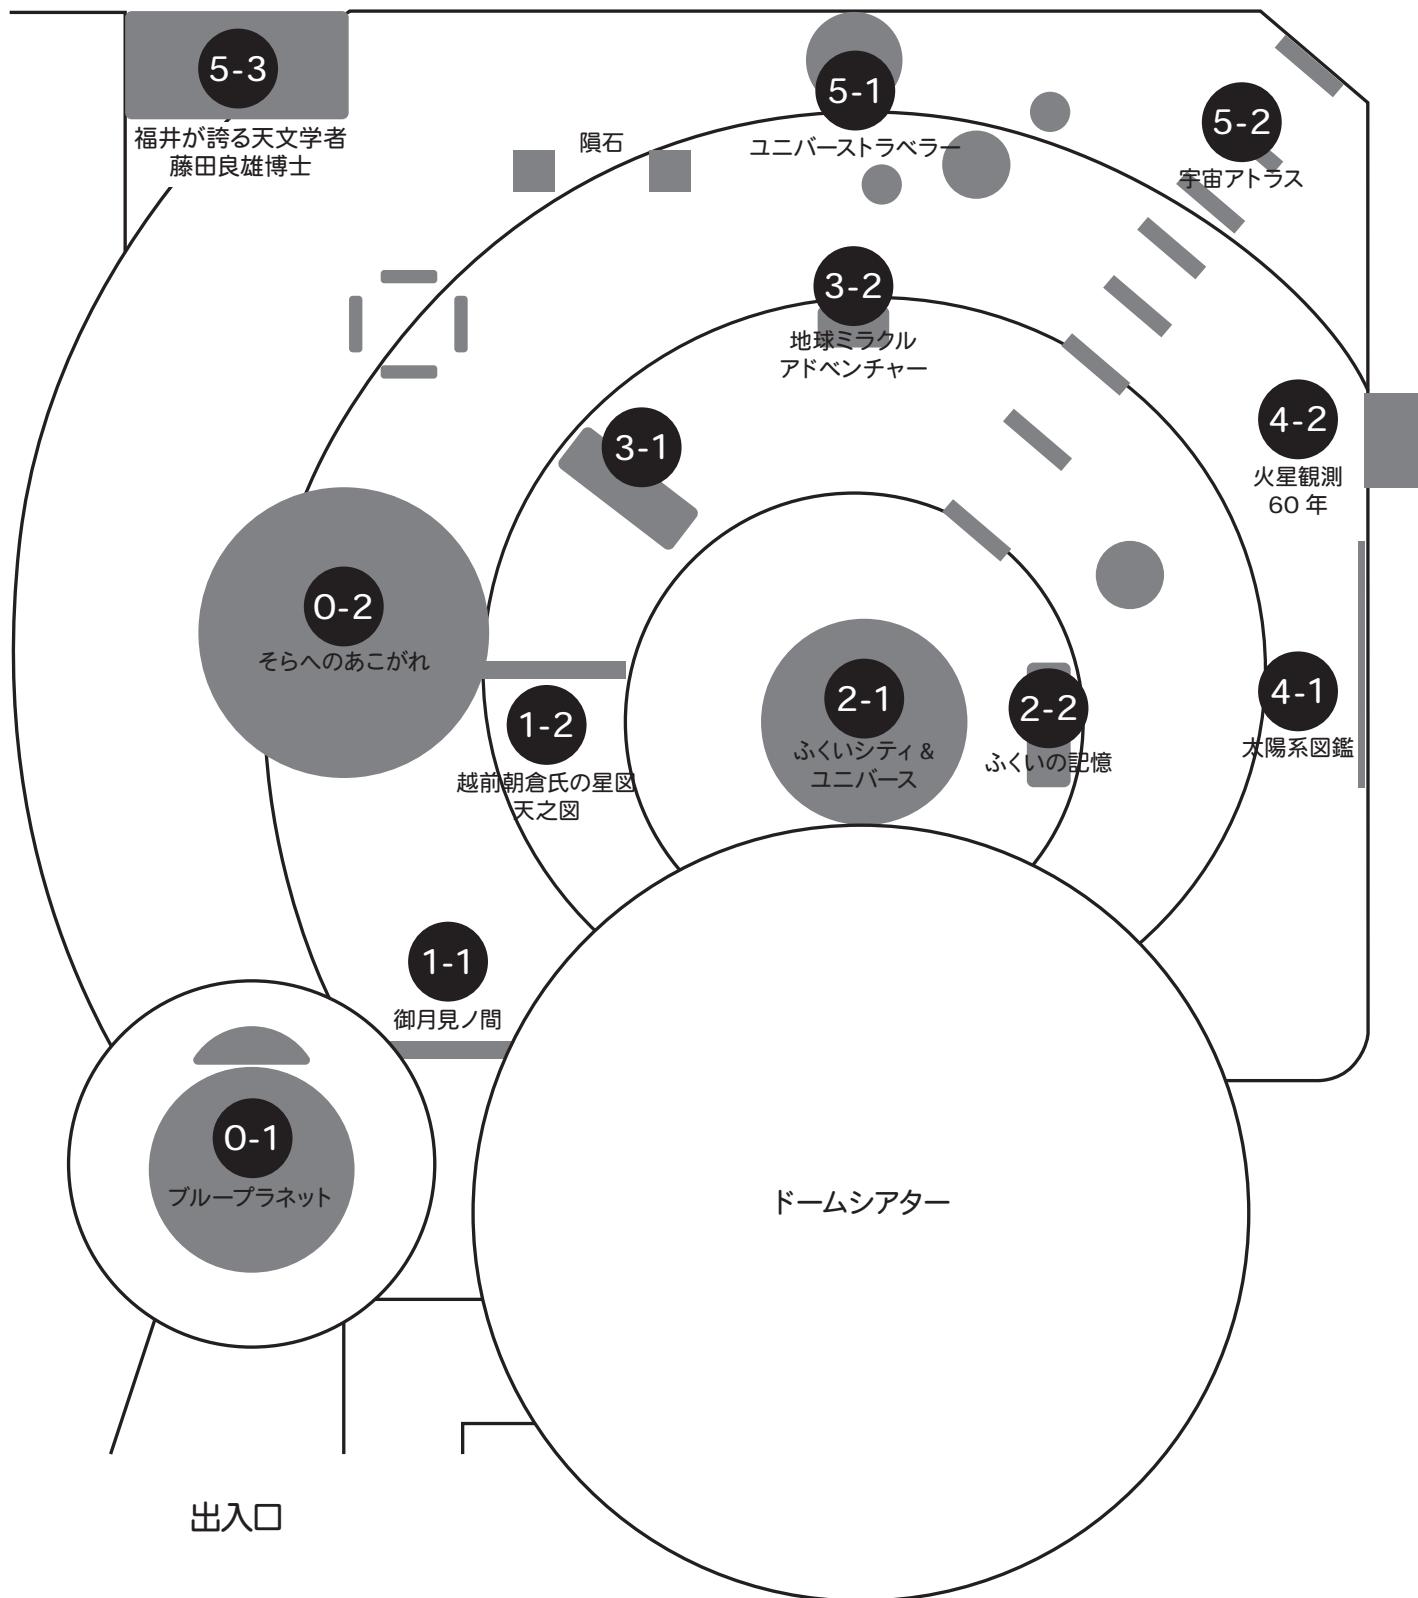 5-3
福井が誇る天文学者
藤田良雄博士
隕石
5-1
ユニバーストラベラー
5-2
宇宙アトラス
3-2
地球ミラクル
アドベンチャー
3-1
4-2
火星観測
60 年
0-2
そらへのあこがれ
1-2
越前朝倉氏の星図
天之図
2-1
ふくいシティ &
ユニバース
2-2
ふくいの記憶
4-1
太陽系図鑑
1-1
御月見ノ間
0-1
ブループラネット
ドームシアター
出入口